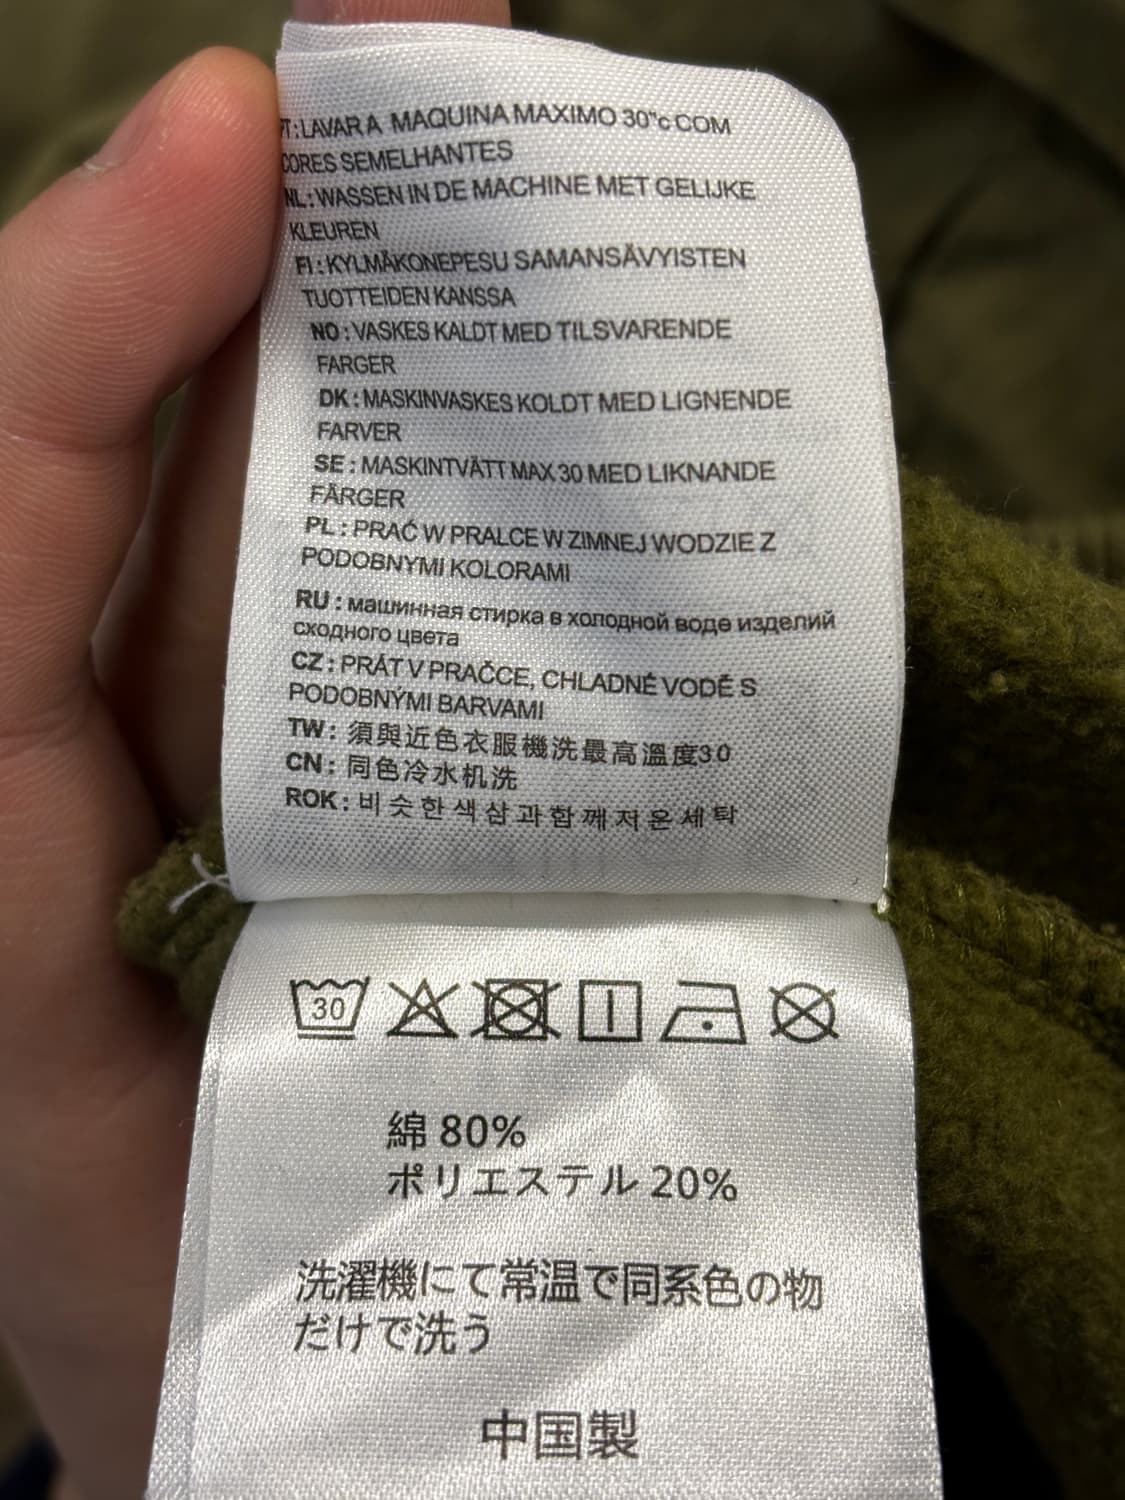 PT:LAVAR A MAQUINA MAXIMO 30"c COM
CORES SEMELHANTES
NL:WASSEN IN DE MACHINE MET GELIJKE
KLEUREN
FI:KYLMÄKONEPESU SAMANSÄVYISTEN
TUOTTEIDEN KANSSA
NO:VASKES KALDT MED TILSVARENDE
FARGER
DK:MASKINVASKES KOLDT MED LIGNENDE
FARVER
SE:MASKINTVÄTT MAX 30 MED LIKNANDE
FÄRGER
PL:PRAĆ W PRALCE W ZIMNEJ WODZIE Z
PODOBNYMI KOLORAMI
RU:машинная стирка в холодной воде изделий
сходного цвета
CZ:PRÁT V PRAČCE, CHLADNÉ VODĚ S
PODOBNÝMI BARVAMI
TW:須與近色衣服機洗最高溫度30
CN:同色冷水机洗
ROK:비슷한색상과함께저온세탁
30
綿 80%
ポリエステル 20%
洗濯機にて常温で同系色の物
だけで洗う
中国製